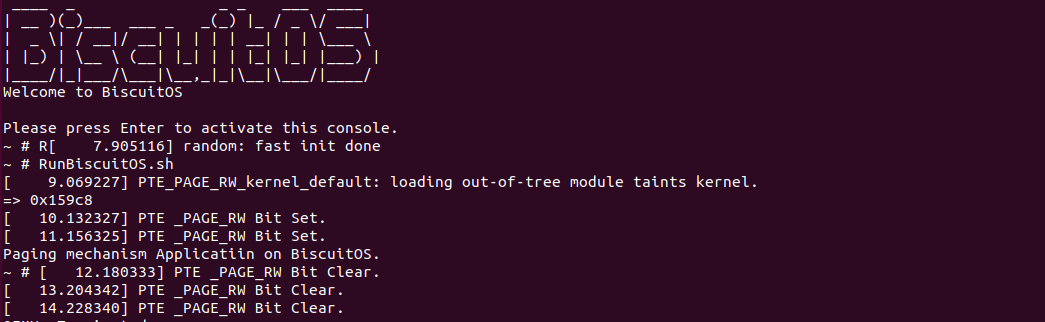 ____  _                _ _    ___  ____
| __ )(_)___  ___ _   _(_) |_ / _ \/ ___|
|  _ \| / __|/ __| | | | | __| | | \___ \
| |_) | \__ \ (__| |_| | | |_| |_| |___) |
|____/|_|___/\___|\__,_|_|\__|\___/|____/
Welcome to BiscuitOS
Please press Enter to activate this console.
~ # R[    7.905116] random: fast init done
~ # RunBiscuitOS.sh
[    9.069227] PTE_PAGE_RW_kernel_default: loading out-of-tree module taints kernel.
=> 0x159c8
[   10.132327] PTE _PAGE_RW Bit Set.
[   11.156325] PTE _PAGE_RW Bit Set.
Paging mechanism Applicatiin on BiscuitOS.
~ # [   12.180333] PTE _PAGE_RW Bit Clear.
[   13.204342] PTE _PAGE_RW Bit Clear.
[   14.228340] PTE _PAGE_RW Bit Clear.